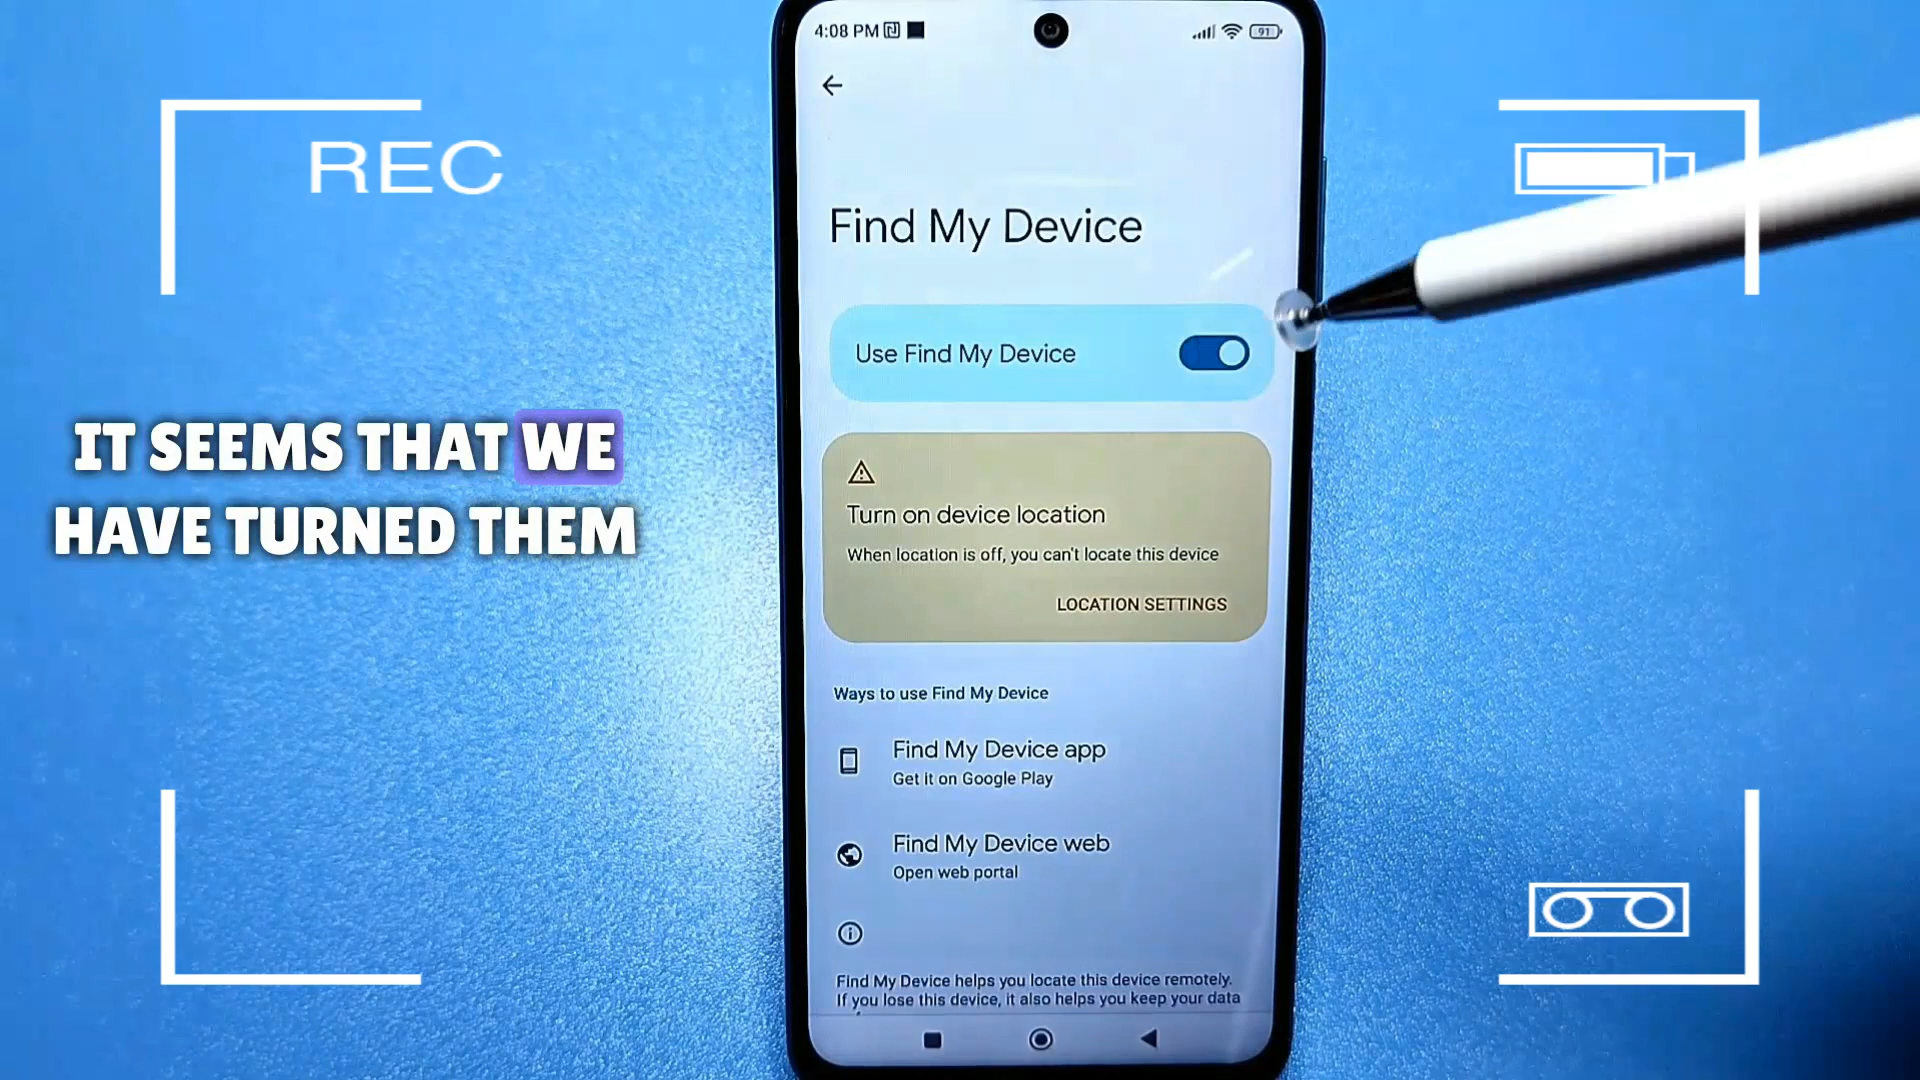 4:08 PM
91
REC
Find My Device
Use Find My Device
IT SEEMS THAT WE
HAVE TURNED THEM
Turn on device location
When location is off, you can't locate this device
LOCATION SETTINGS
Ways to use Find My Device
Find My Device app
Get it on Google Play
Find My Device web
Open web portal
Find My Device helps you locate this device remotely.
If you lose this device, it also helps you keep your data